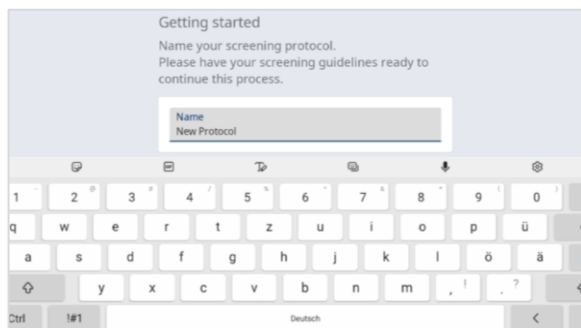 Getting started
Name your screening protocol.
Please have your screening guidelines ready to
continue this process.
Name
New Protocol
1 2 3 4 5 6 7 8 9 0
q w e r t z u i o p ü
a s d f g h j k l ö ä
y x c v b n m , ! . ?
Ctrl !#1 Deutsch <